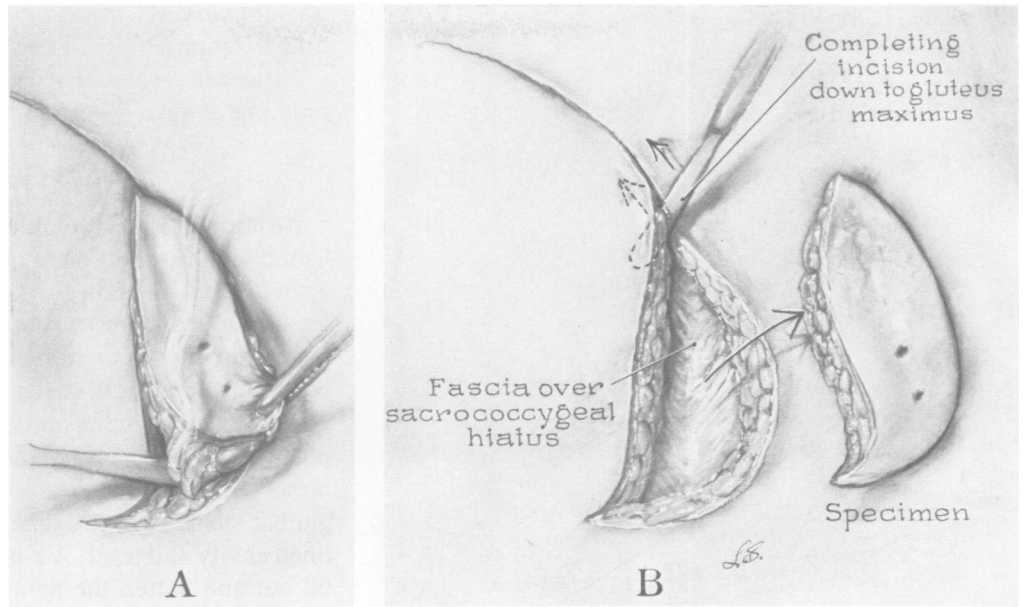 Completing
incision
down to gluteus
maximus
Fascia over
sacrococcygeal
hiatus
Specimen
A
B